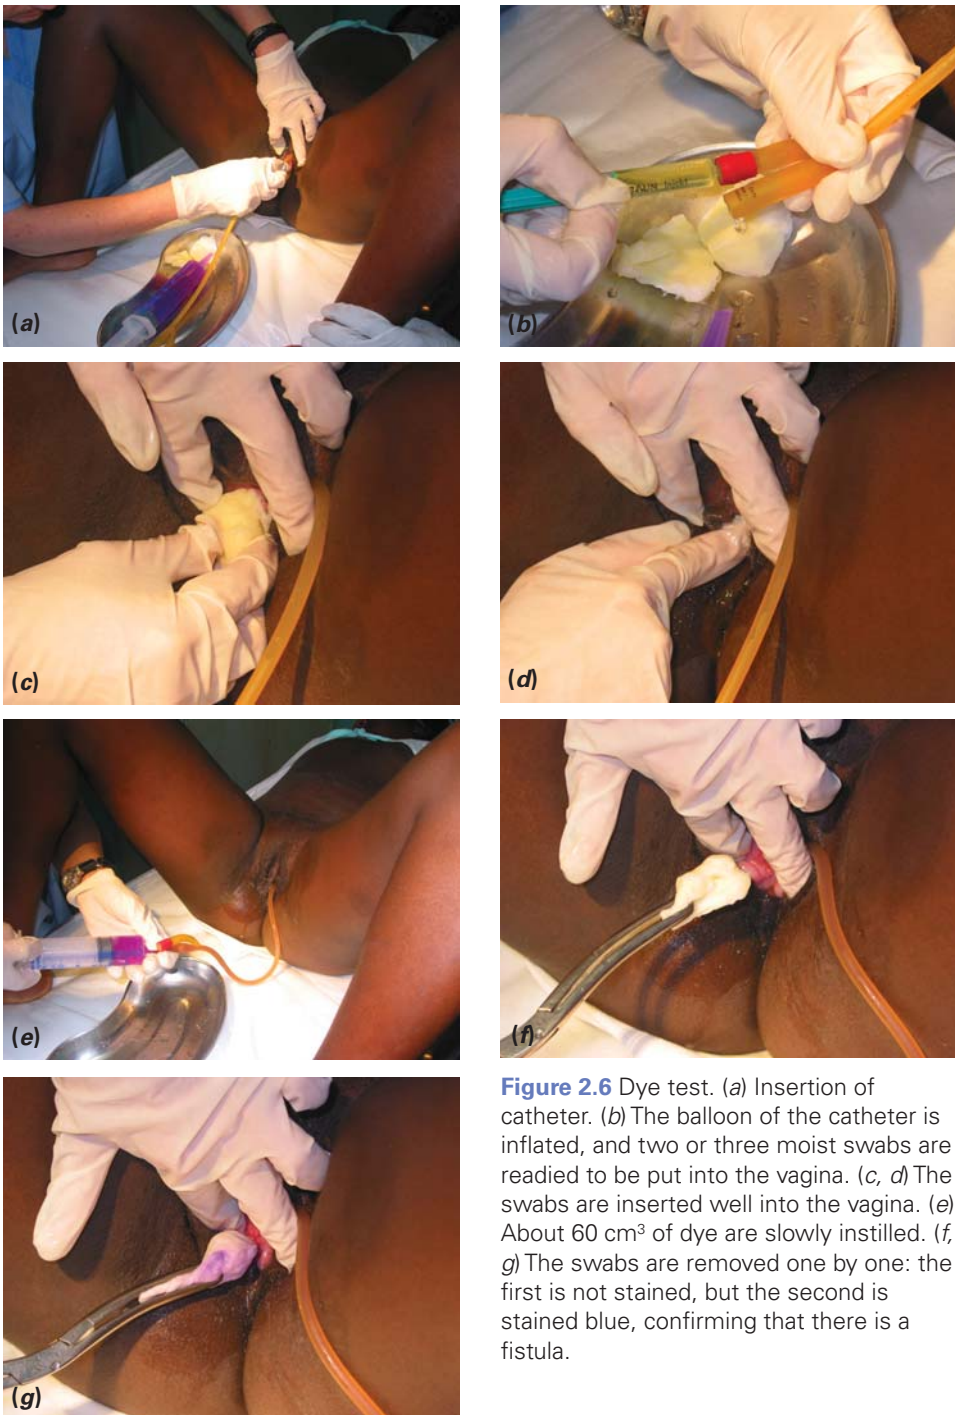 (a)
(b)
(c)
(d)
(e)
(f)
(g)
Figure 2.6 Dye test. (a) Insertion of
catheter. (b) The balloon of the catheter is
inflated, and two or three moist swabs are
readied to be put into the vagina. (c, d) The
swabs are inserted well into the vagina. (e)
About 60 cm³ of dye are slowly instilled. (f,
g) The swabs are removed one by one: the
first is not stained, but the second is
stained blue, confirming that there is a
fistula.